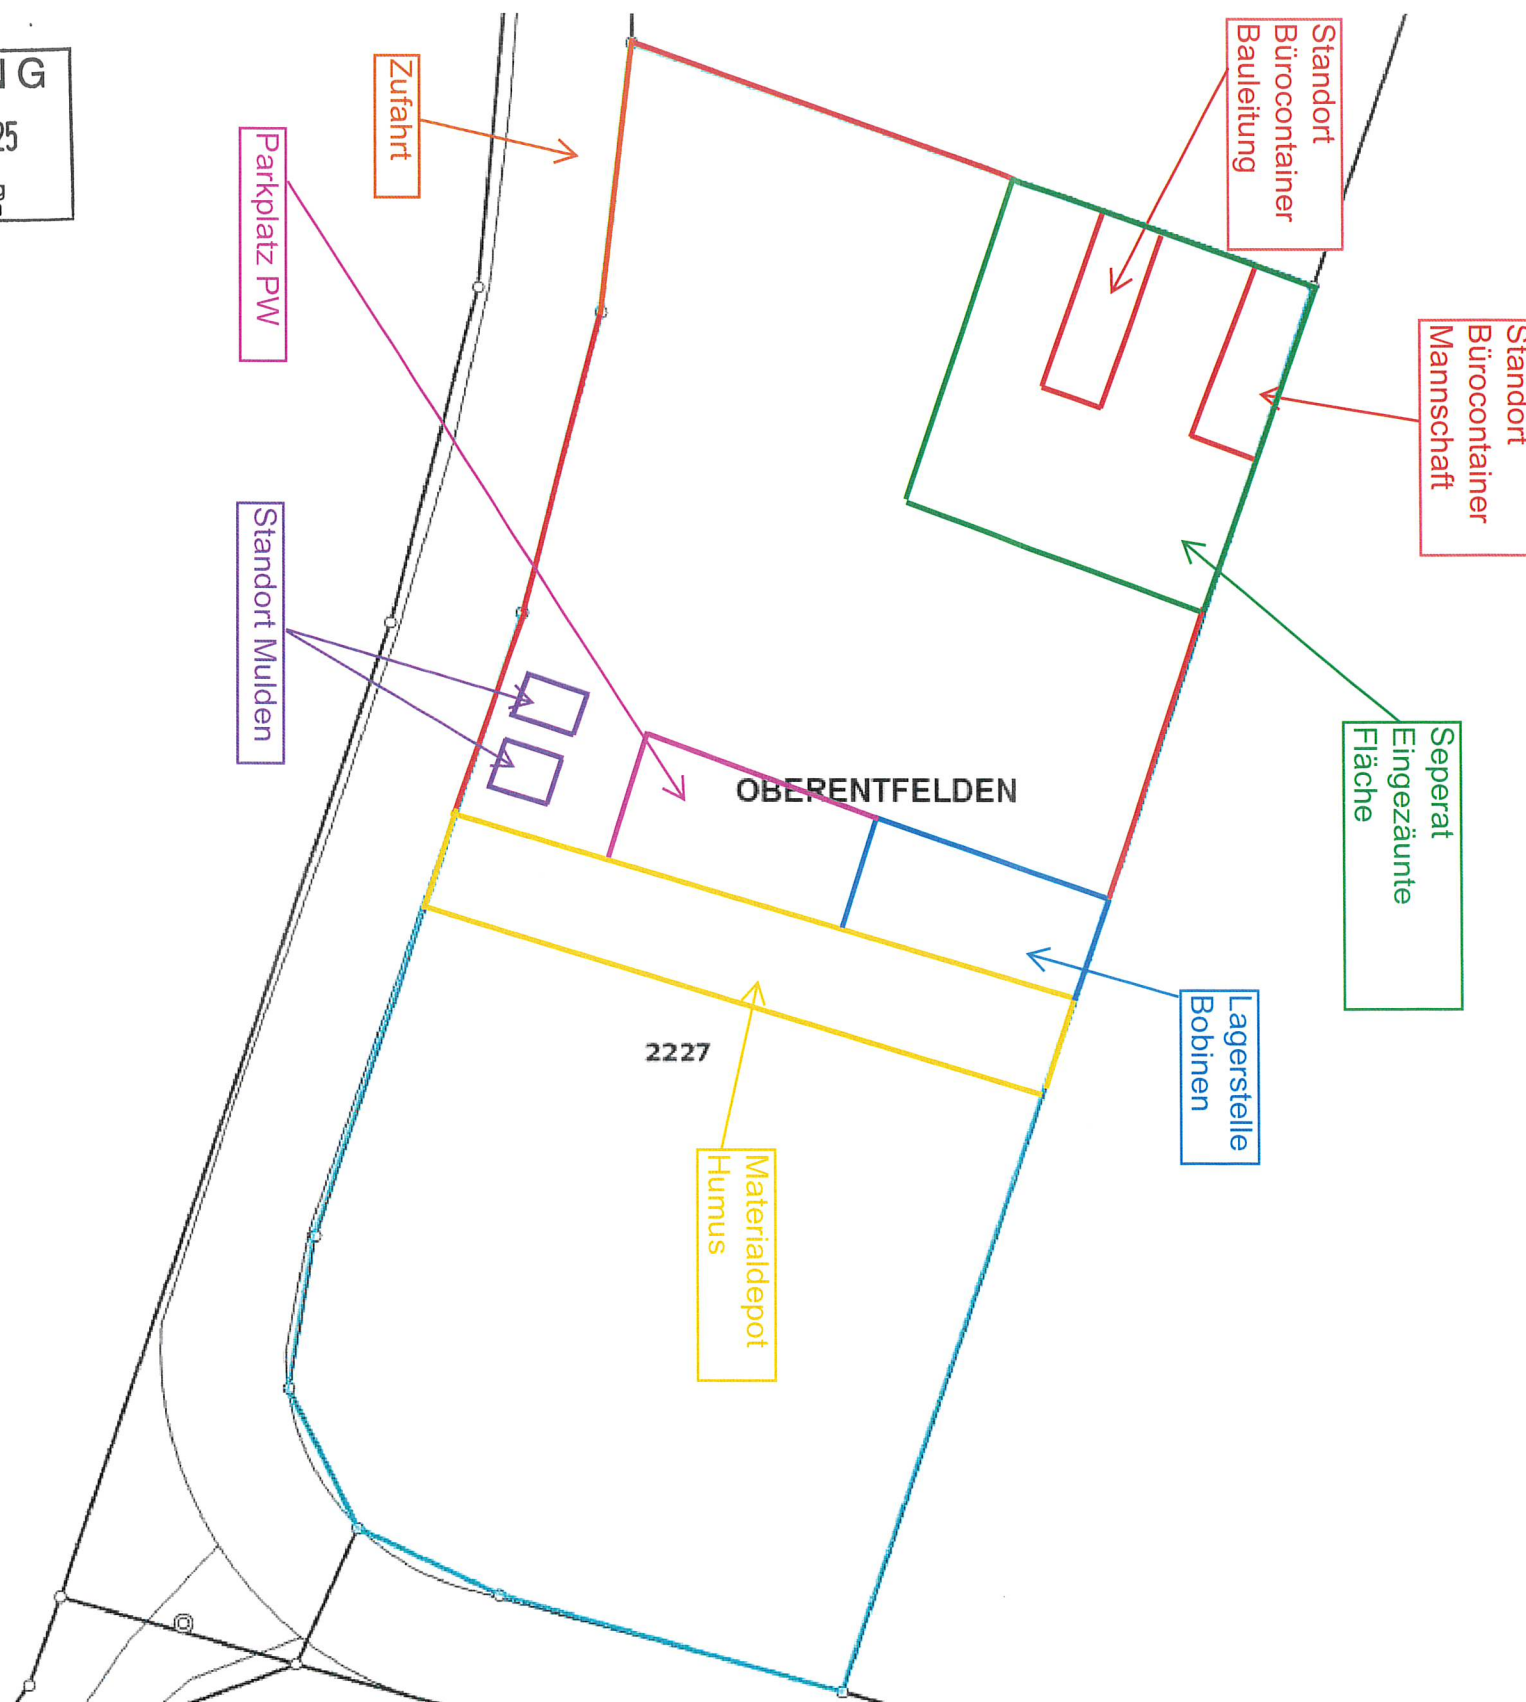 G
25
Zufahrt
Parkplatz PW
Standort Mulden
Standort
Bürocontainer
Bauleitung
Standort
Bürocontainer
Mannschaft
Seperat
Eingezäunte
Fläche
OBERENTFELDEN
Lagerstelle
Bobinen
2227
Materialdepot
Humus